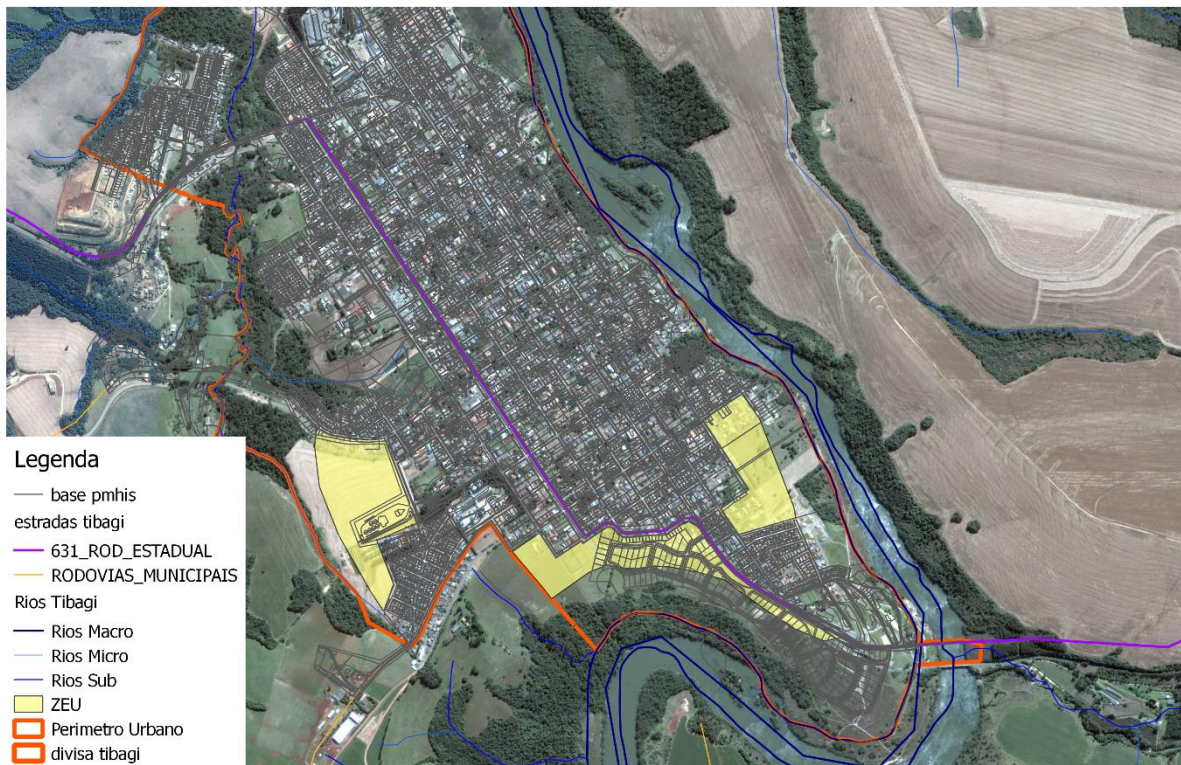 Legenda
base pmhis
estradas tibagi
631_ROD_ESTADUAL
RODOVIAS_MUNICIPAIS
Rios Tibagi
Rios Macro
Rios Micro
Rios Sub
ZEU
Perimetro Urbano
divisa tibagi